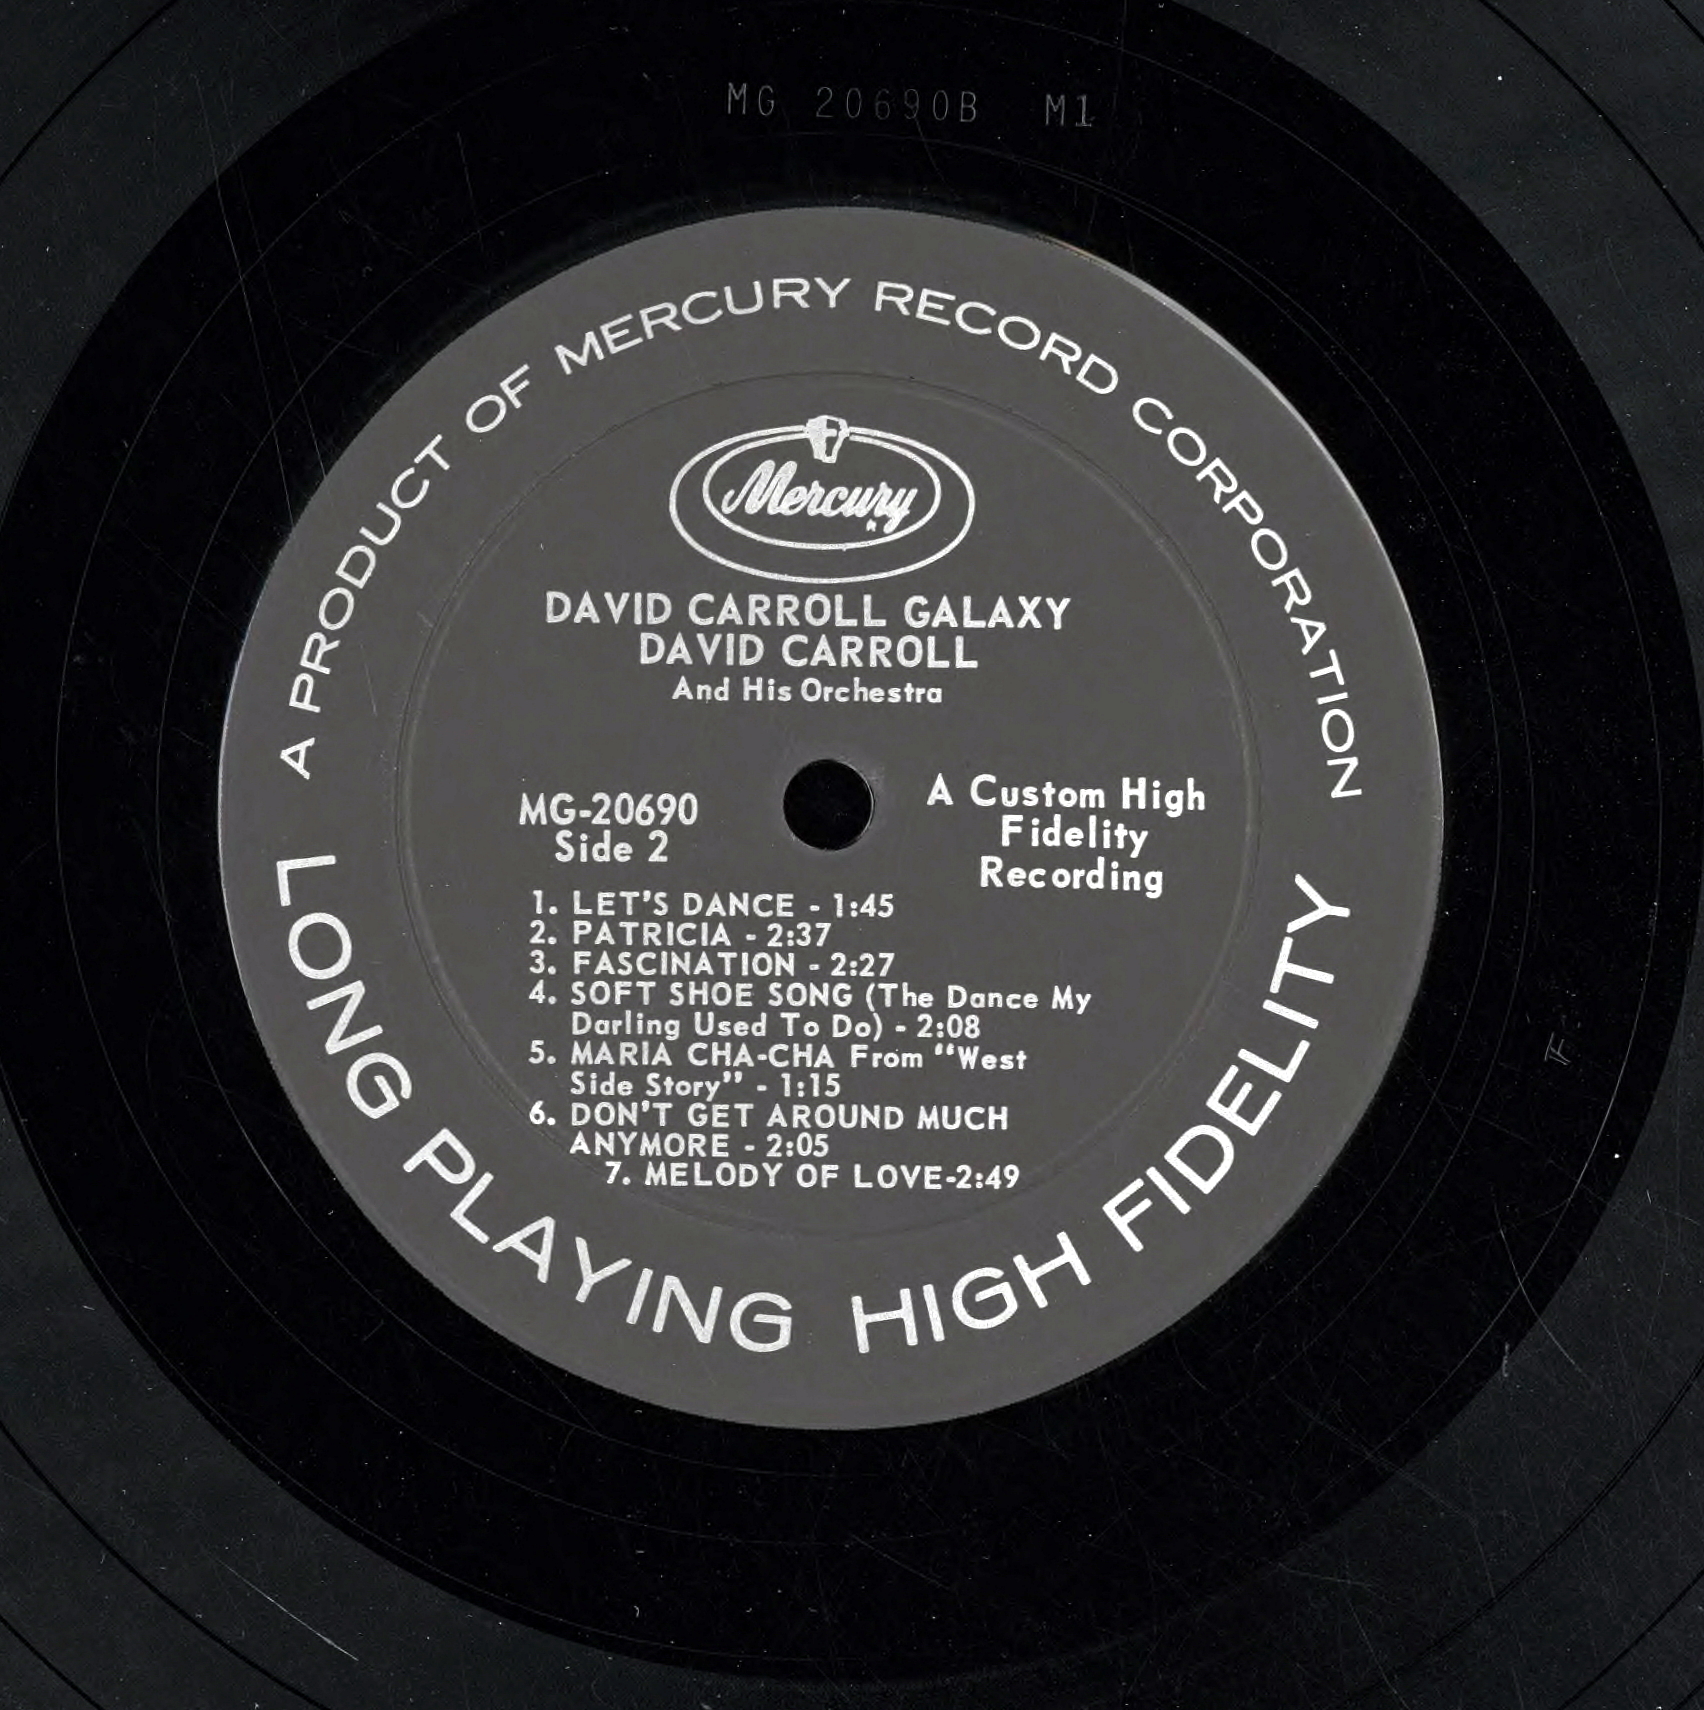 MG 20690B M1
A PRODUCT OF MERCURY RECORD CORPORATION
Mercury
DAVID CARROLL GALAXY
DAVID CARROLL
And His Orchestra
MG-20690
Side 2
A Custom High
Fidelity
Recording
1. LET'S DANCE - 1:45
2. PATRICIA - 2:37
3. FASCINATION - 2:27
4. SOFT SHOE SONG (The Dance My
Darling Used To Do) - 2:08
5. MARIA CHA-CHA From "West
Side Story" - 1:15
6. DON'T GET AROUND MUCH
ANYMORE - 2:05
7. MELODY OF LOVE-2:49
LONG PLAYING HIGH FIDELITY